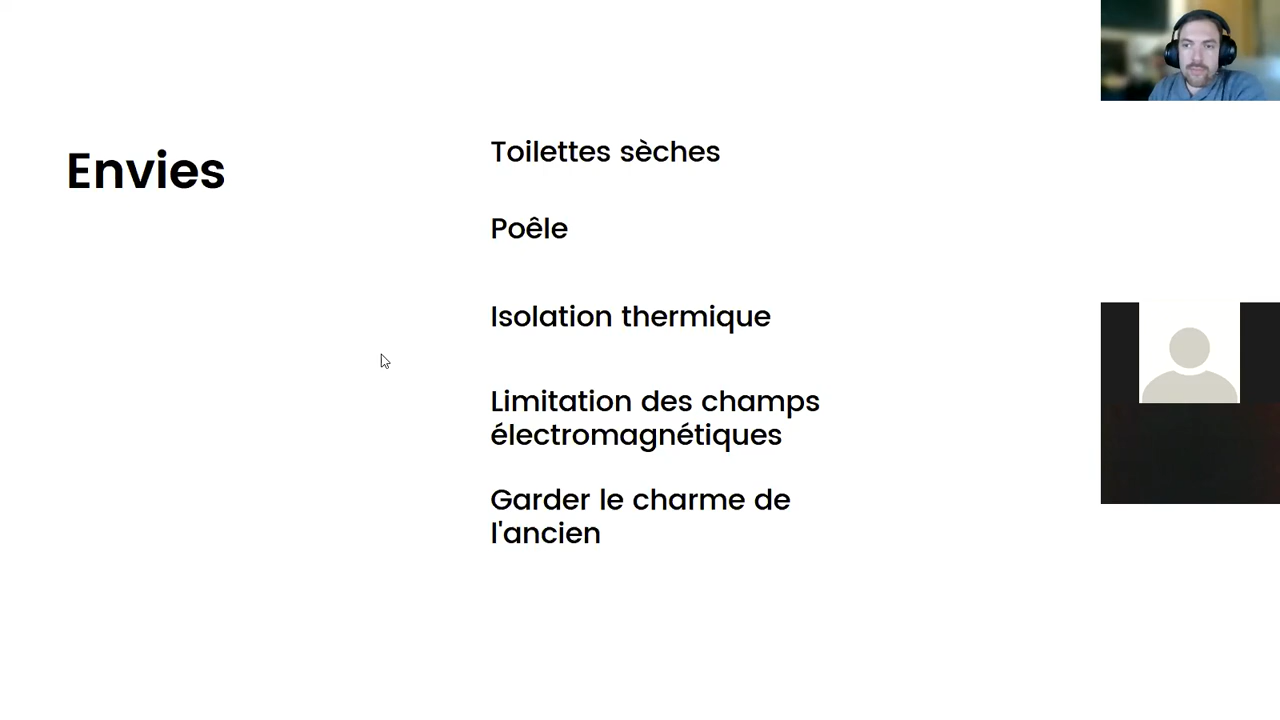 Envies
Toilettes sèches
Poêle
Isolation thermique
Limitation des champs
électromagnétiques
Garder le charme de
l'ancien